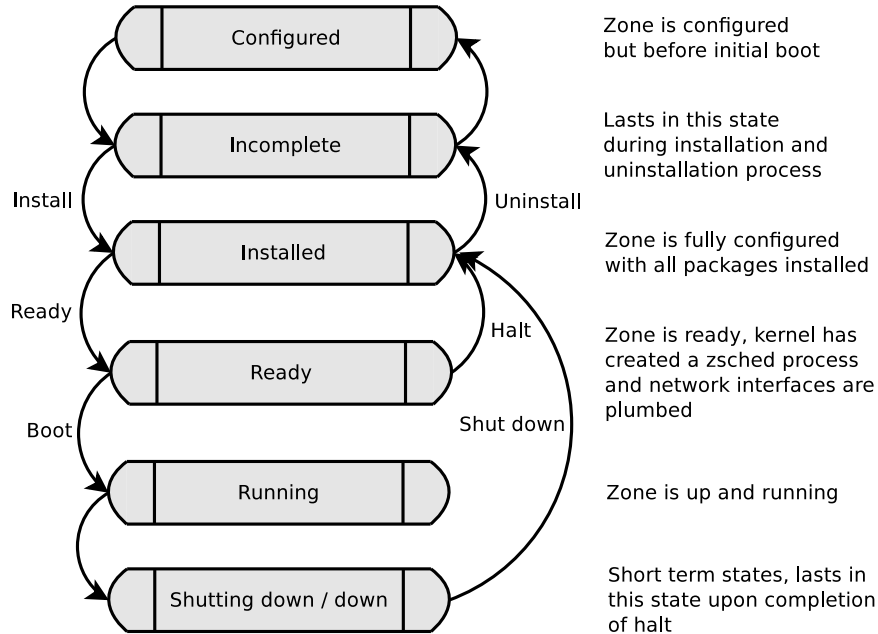 Configured
Zone is configured
but before initial boot
Incomplete
Lasts in this state
during installation and
uninstallation process
Install
Uninstall
Installed
Zone is fully configured
with all packages installed
Ready
Halt
Ready
Zone is ready, kernel has
created a zsched process
and network interfaces are
plumbed
Boot
Shut down
Running
Zone is up and running
Shutting down / down
Short term states, lasts in
this state upon completion
of halt